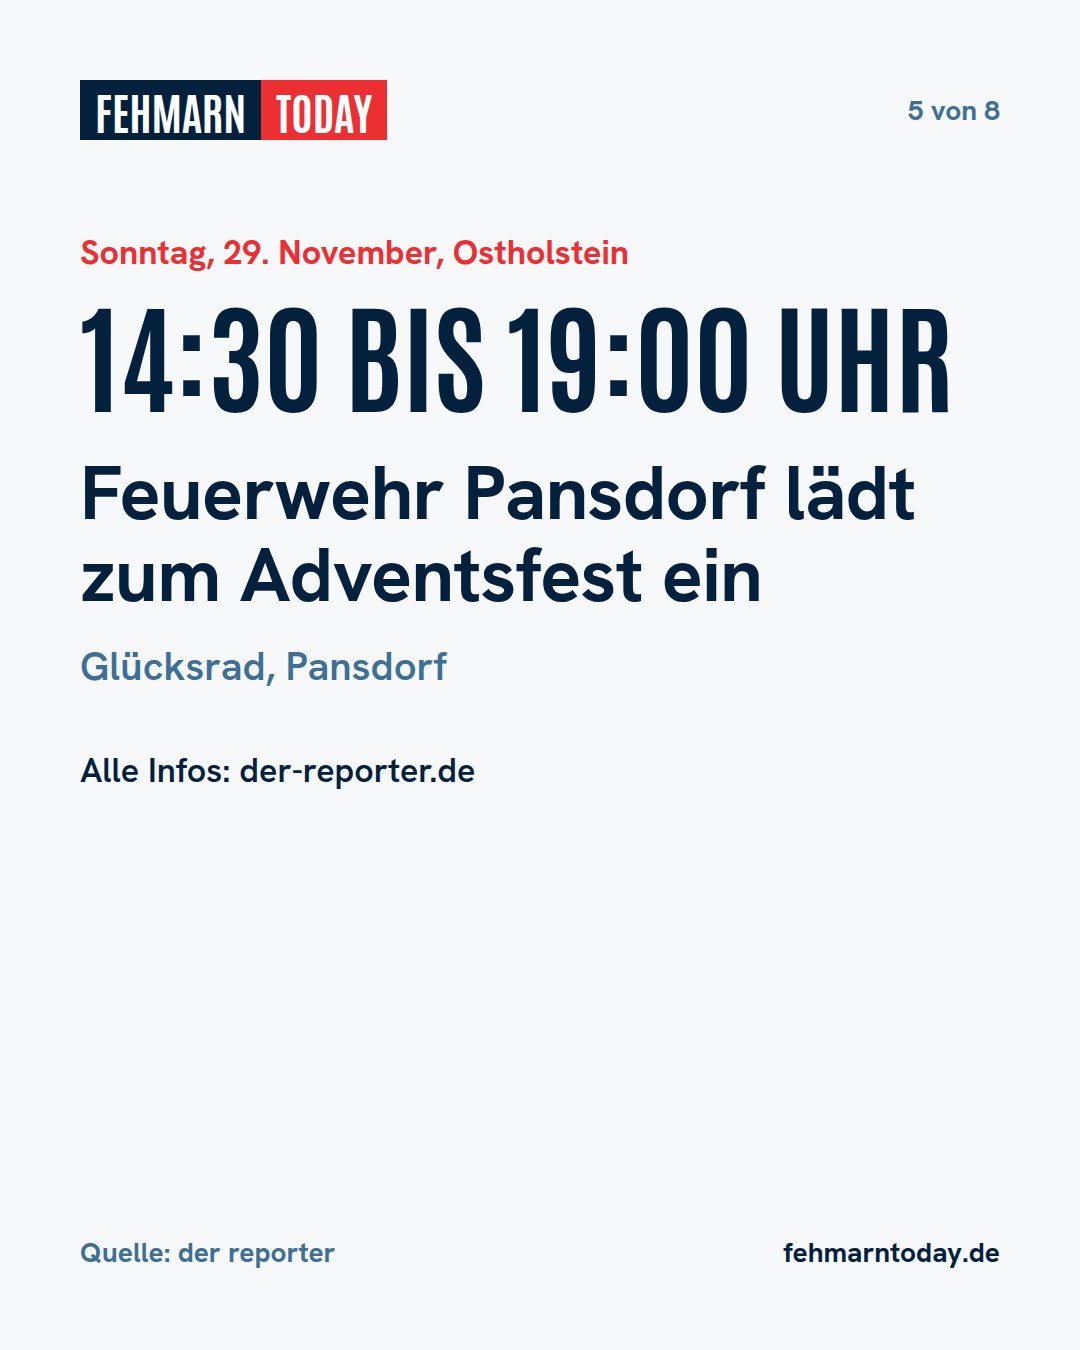 FEHMARN TODAY
5 von 8
Sonntag, 29. November, Ostholstein
14:30 BIS 19:00 UHR
Feuerwehr Pansdorf lädt
zum Adventsfest ein
Glücksrad, Pansdorf
Alle Infos: der-reporter.de
Quelle: der reporter
fehmarntoday.de